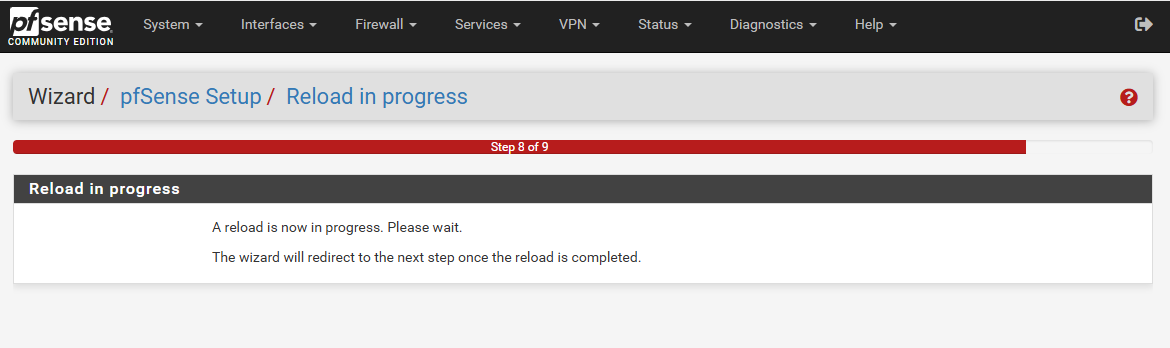 pfsense
COMMUNITY EDITION
System Interfaces Firewall Services VPN Status Diagnostics Help
Wizard / pfSense Setup / Reload in progress
Step 8 of 9
Reload in progress
A reload is now in progress. Please wait.
The wizard will redirect to the next step once the reload is completed.